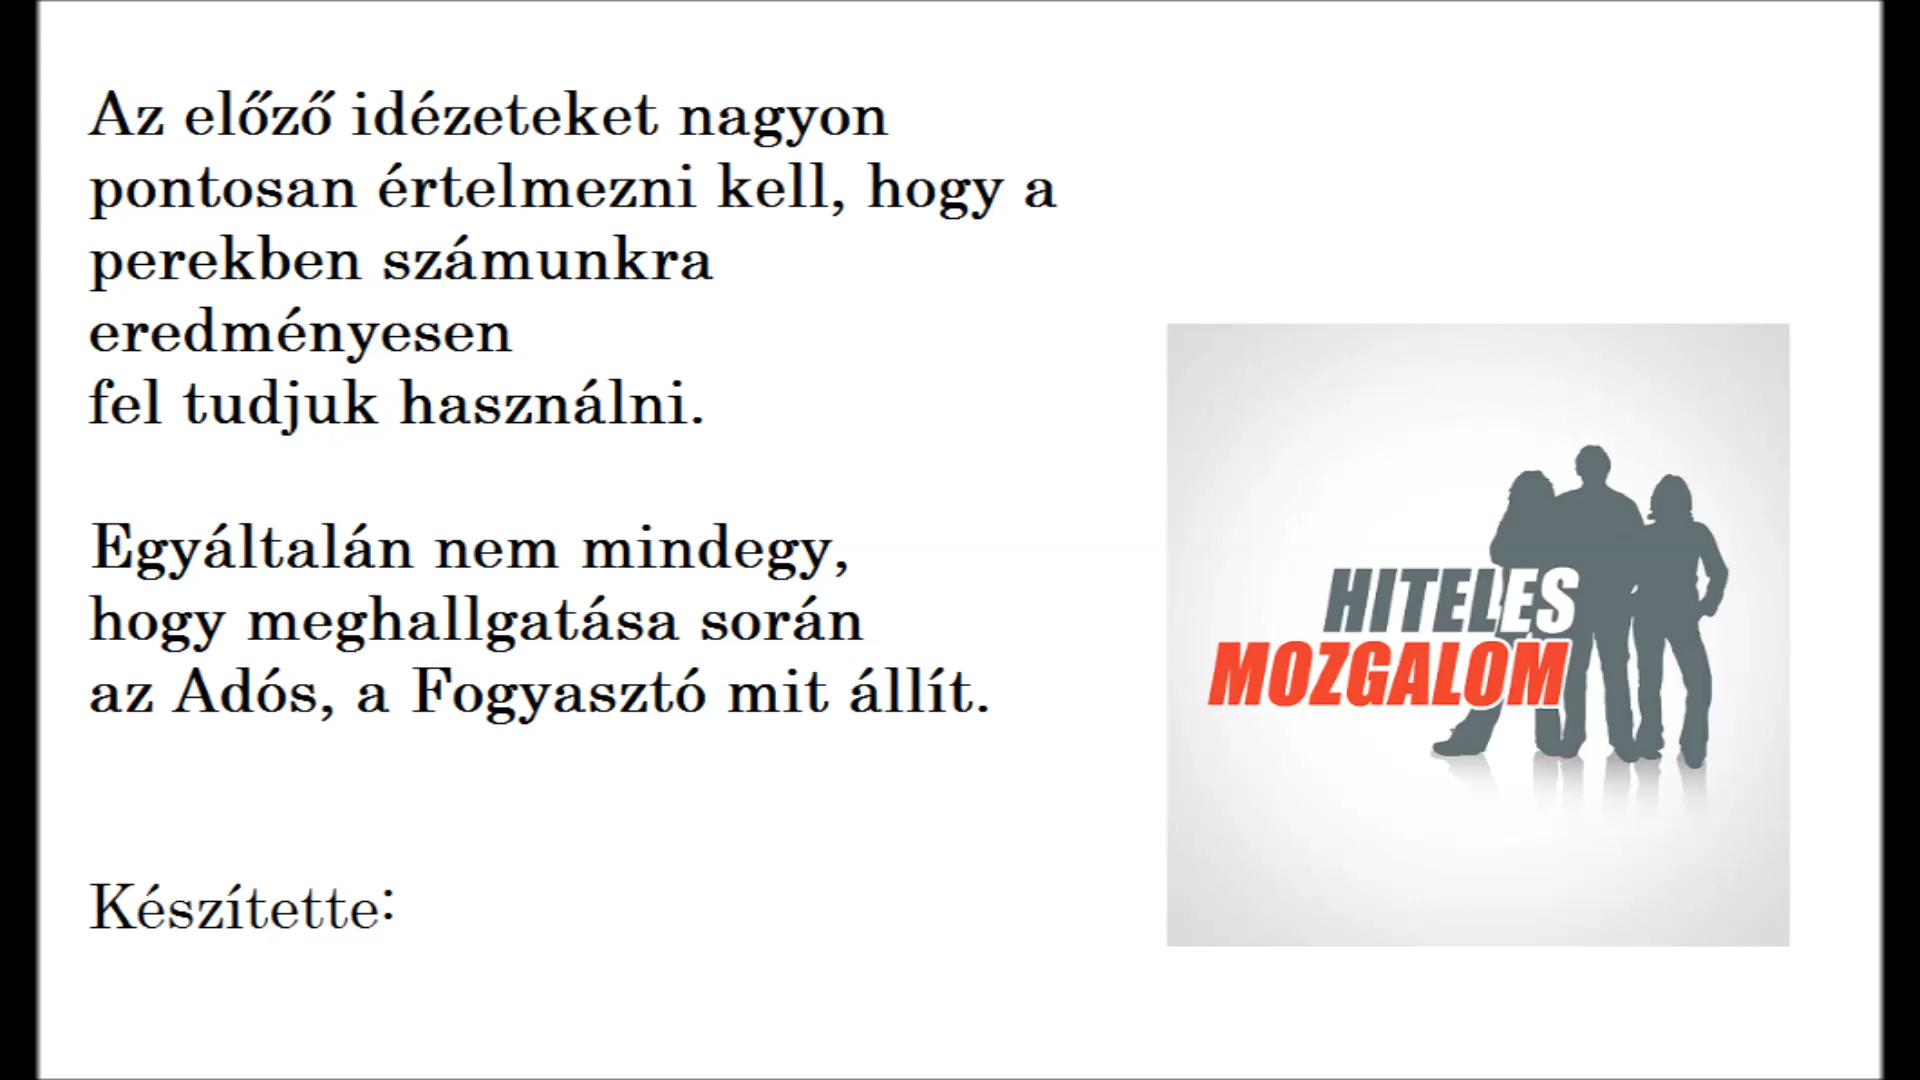 Az előző idézeteket nagyon
pontosan értelmezni kell, hogy a
perekben számunkra
eredményesen
fel tudjuk használni.
Egyáltalán nem mindegy,
hogy meghallgatása során
az Adós, a Fogyasztó mit állít.
Készítette:
HITELES
MOZGALOM